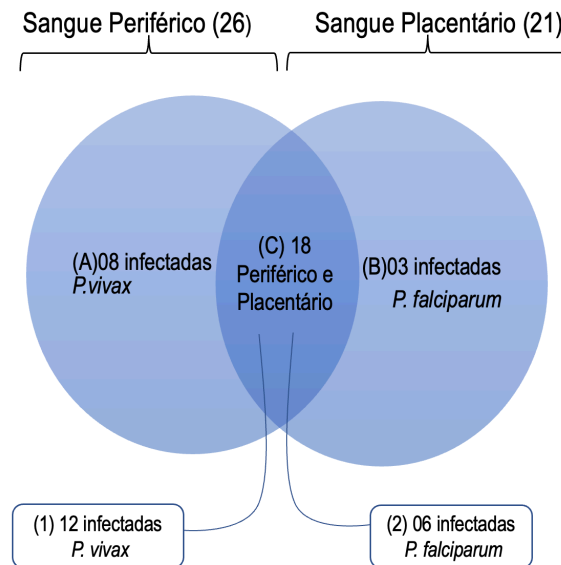 Sangue Periférico (26)
Sangue Placentário (21)
(A)08 infectadas
P.vivax
(C) 18
Periférico e
Placentário
(B)03 infectadas
P. falciparum
(1) 12 infectadas
P. vivax
(2) 06 infectadas
P. falciparum